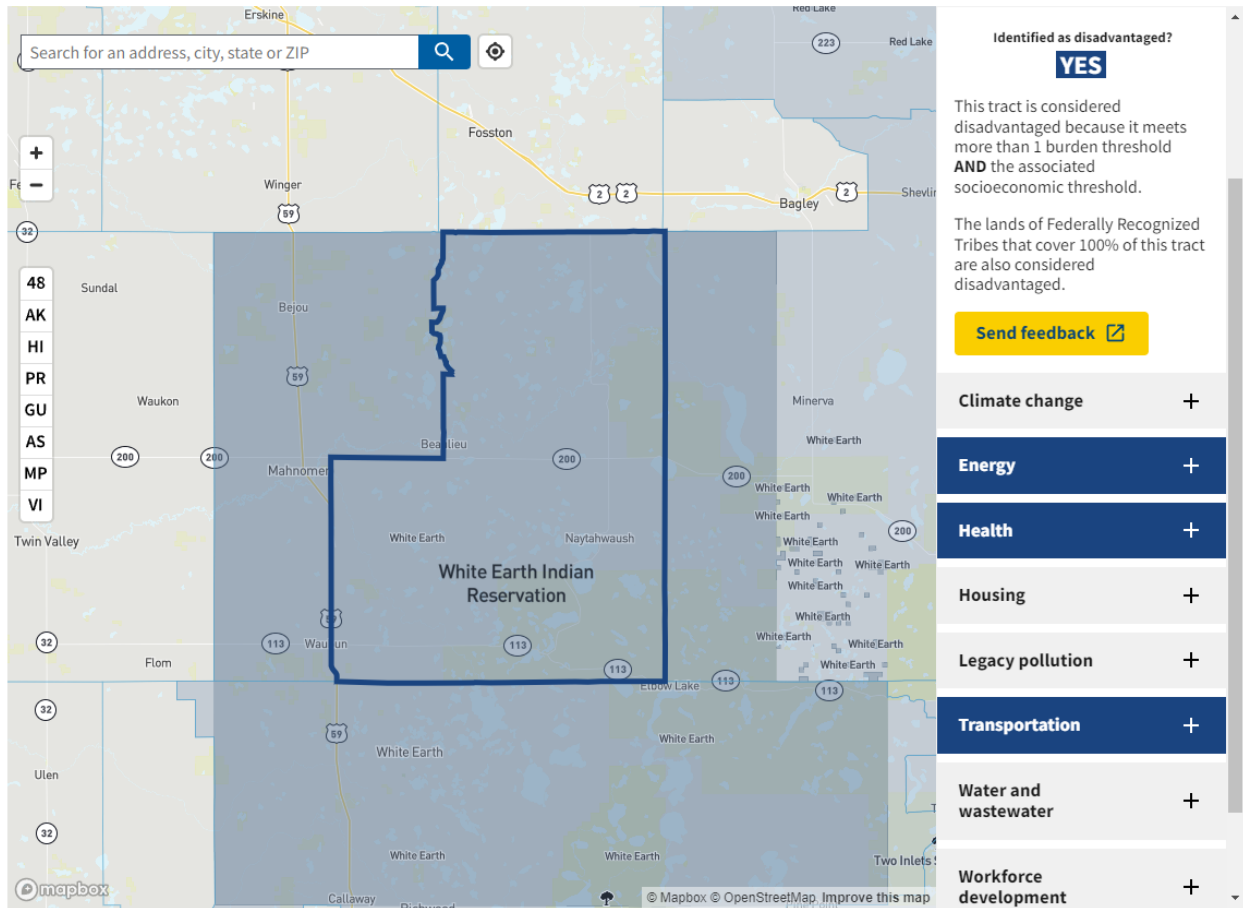 Erskine
Red Lake
Search for an address, city, state or ZIP
223
Red Lake
Fosston
+
−
Winger
2
2
2
Shevlin
Bagley
59
32
48
AK
HI
PR
GU
AS
MP
VI
Sundal
Bejou
59
Waukon
Minerva
Beaulieu
White Earth
200
200
200
200
Mahnomen
White Earth
White Earth
White Earth
200
Twin Valley
White Earth
Naytahwaush
White Earth
White Earth
White Earth
White Earth Indian
Reservation
White Earth
White Earth
59
32
113
Waubun
113
White Earth
White Earth
Flom
113
White Earth
Elbow Lake
113
113
32
59
White Earth
White Earth
Ulen
32
White Earth
White Earth
Two Inlets
mapbox
Callaway
Richwood
© Mapbox © OpenStreetMap Improve this map
Identified as disadvantaged?
YES
This tract is considered
disadvantaged because it meets
more than 1 burden threshold
AND the associated
socioeconomic threshold.
The lands of Federally Recognized
Tribes that cover 100% of this tract
are also considered
disadvantaged.
Send feedback
Climate change +
Energy +
Health +
Housing +
Legacy pollution +
Transportation +
Water and
wastewater +
Workforce
development +